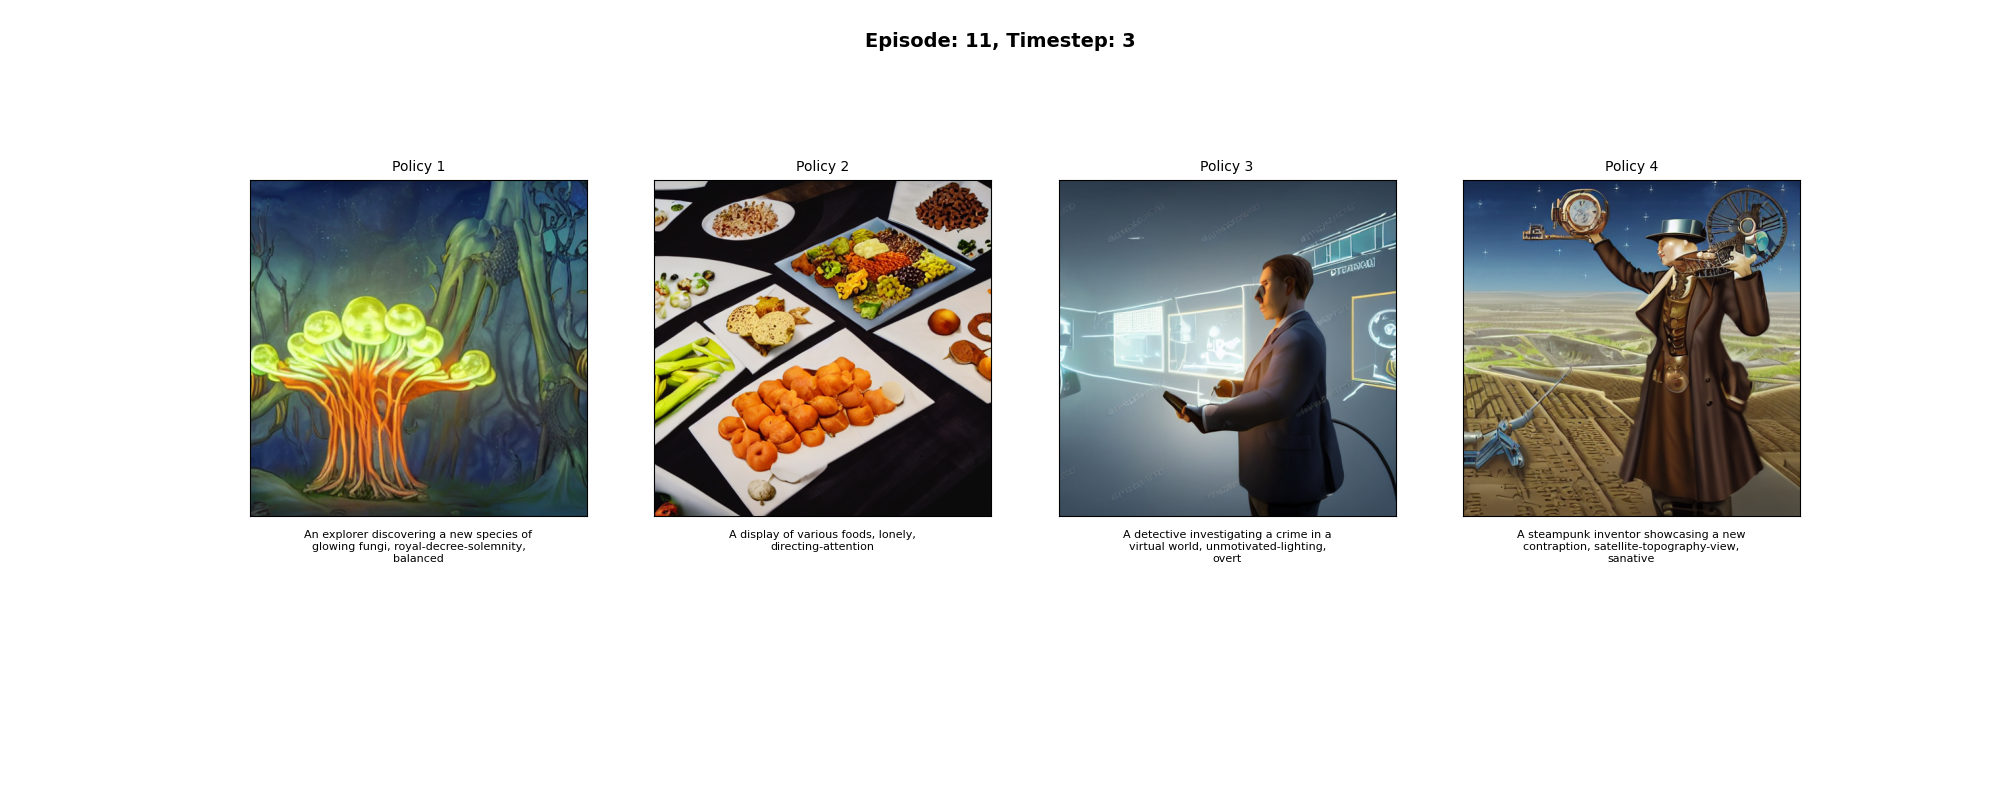 Episode: 11, Timestep: 3
Policy 1
Policy 2
Policy 3
Policy 4
An explorer discovering a new species of
glowing fungi, royal-decree-solemnity,
balanced
A display of various foods, lonely,
directing-attention
A detective investigating a crime in a
virtual world, unmotivated-lighting,
overt
A steampunk inventor showcasing a new
contraption, satellite-topography-view,
sanative